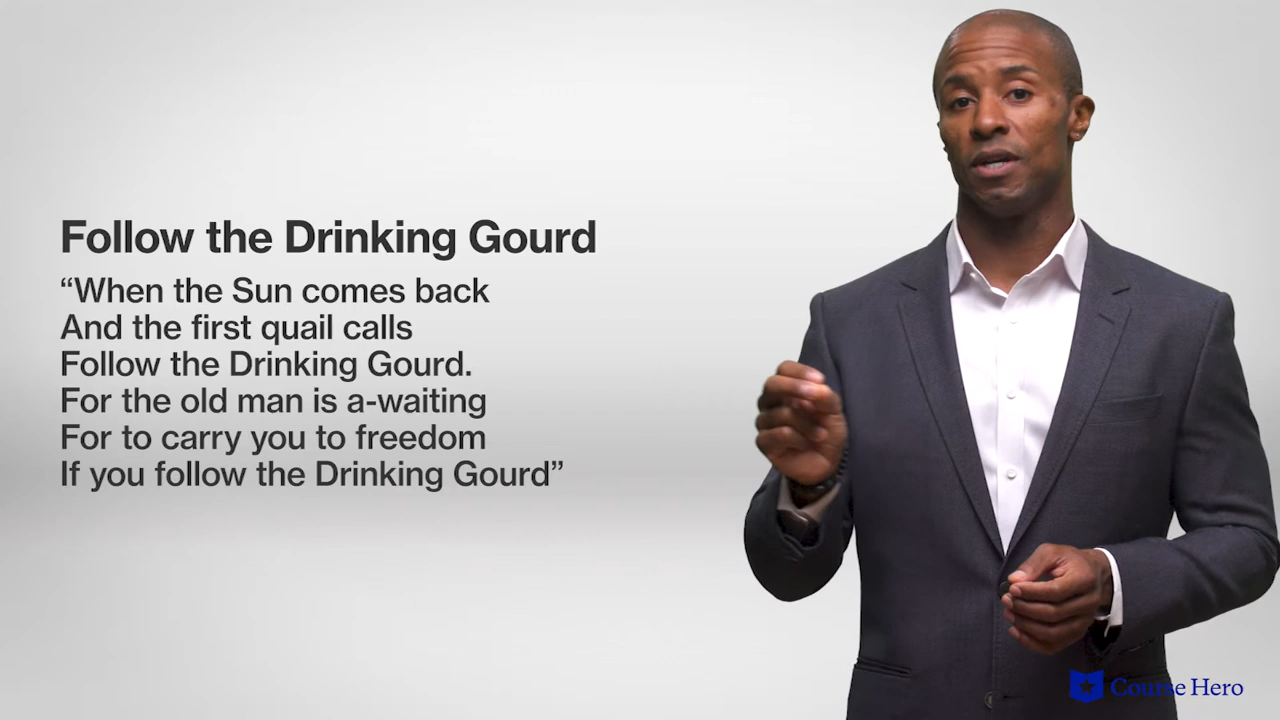 Follow the Drinking Gourd
“When the Sun comes back
And the first quail calls
Follow the Drinking Gourd.
For the old man is a-waiting
For to carry you to freedom
If you follow the Drinking Gourd”
Course Hero